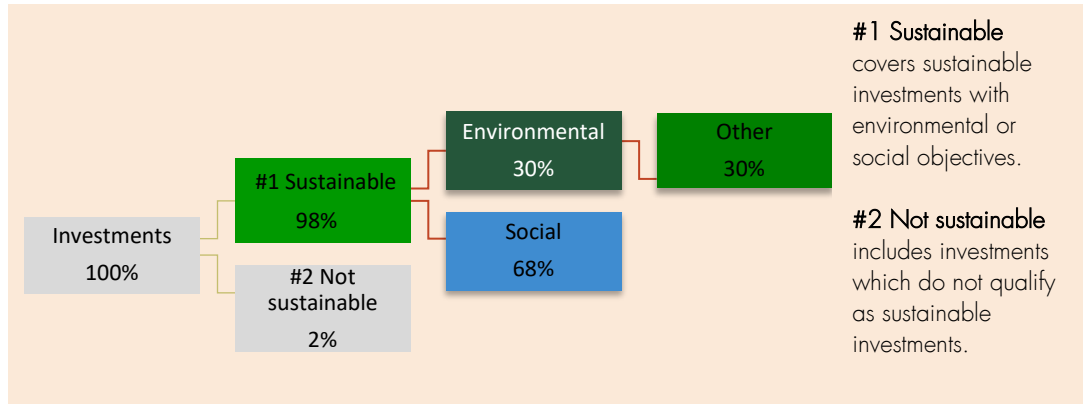 Investments
100%
#1 Sustainable
98%
#2 Not
sustainable
2%
Environmental
30%
Social
68%
Other
30%
#1 Sustainable
covers sustainable
investments with
environmental or
social objectives.
#2 Not sustainable
includes investments
which do not qualify
as sustainable
investments.